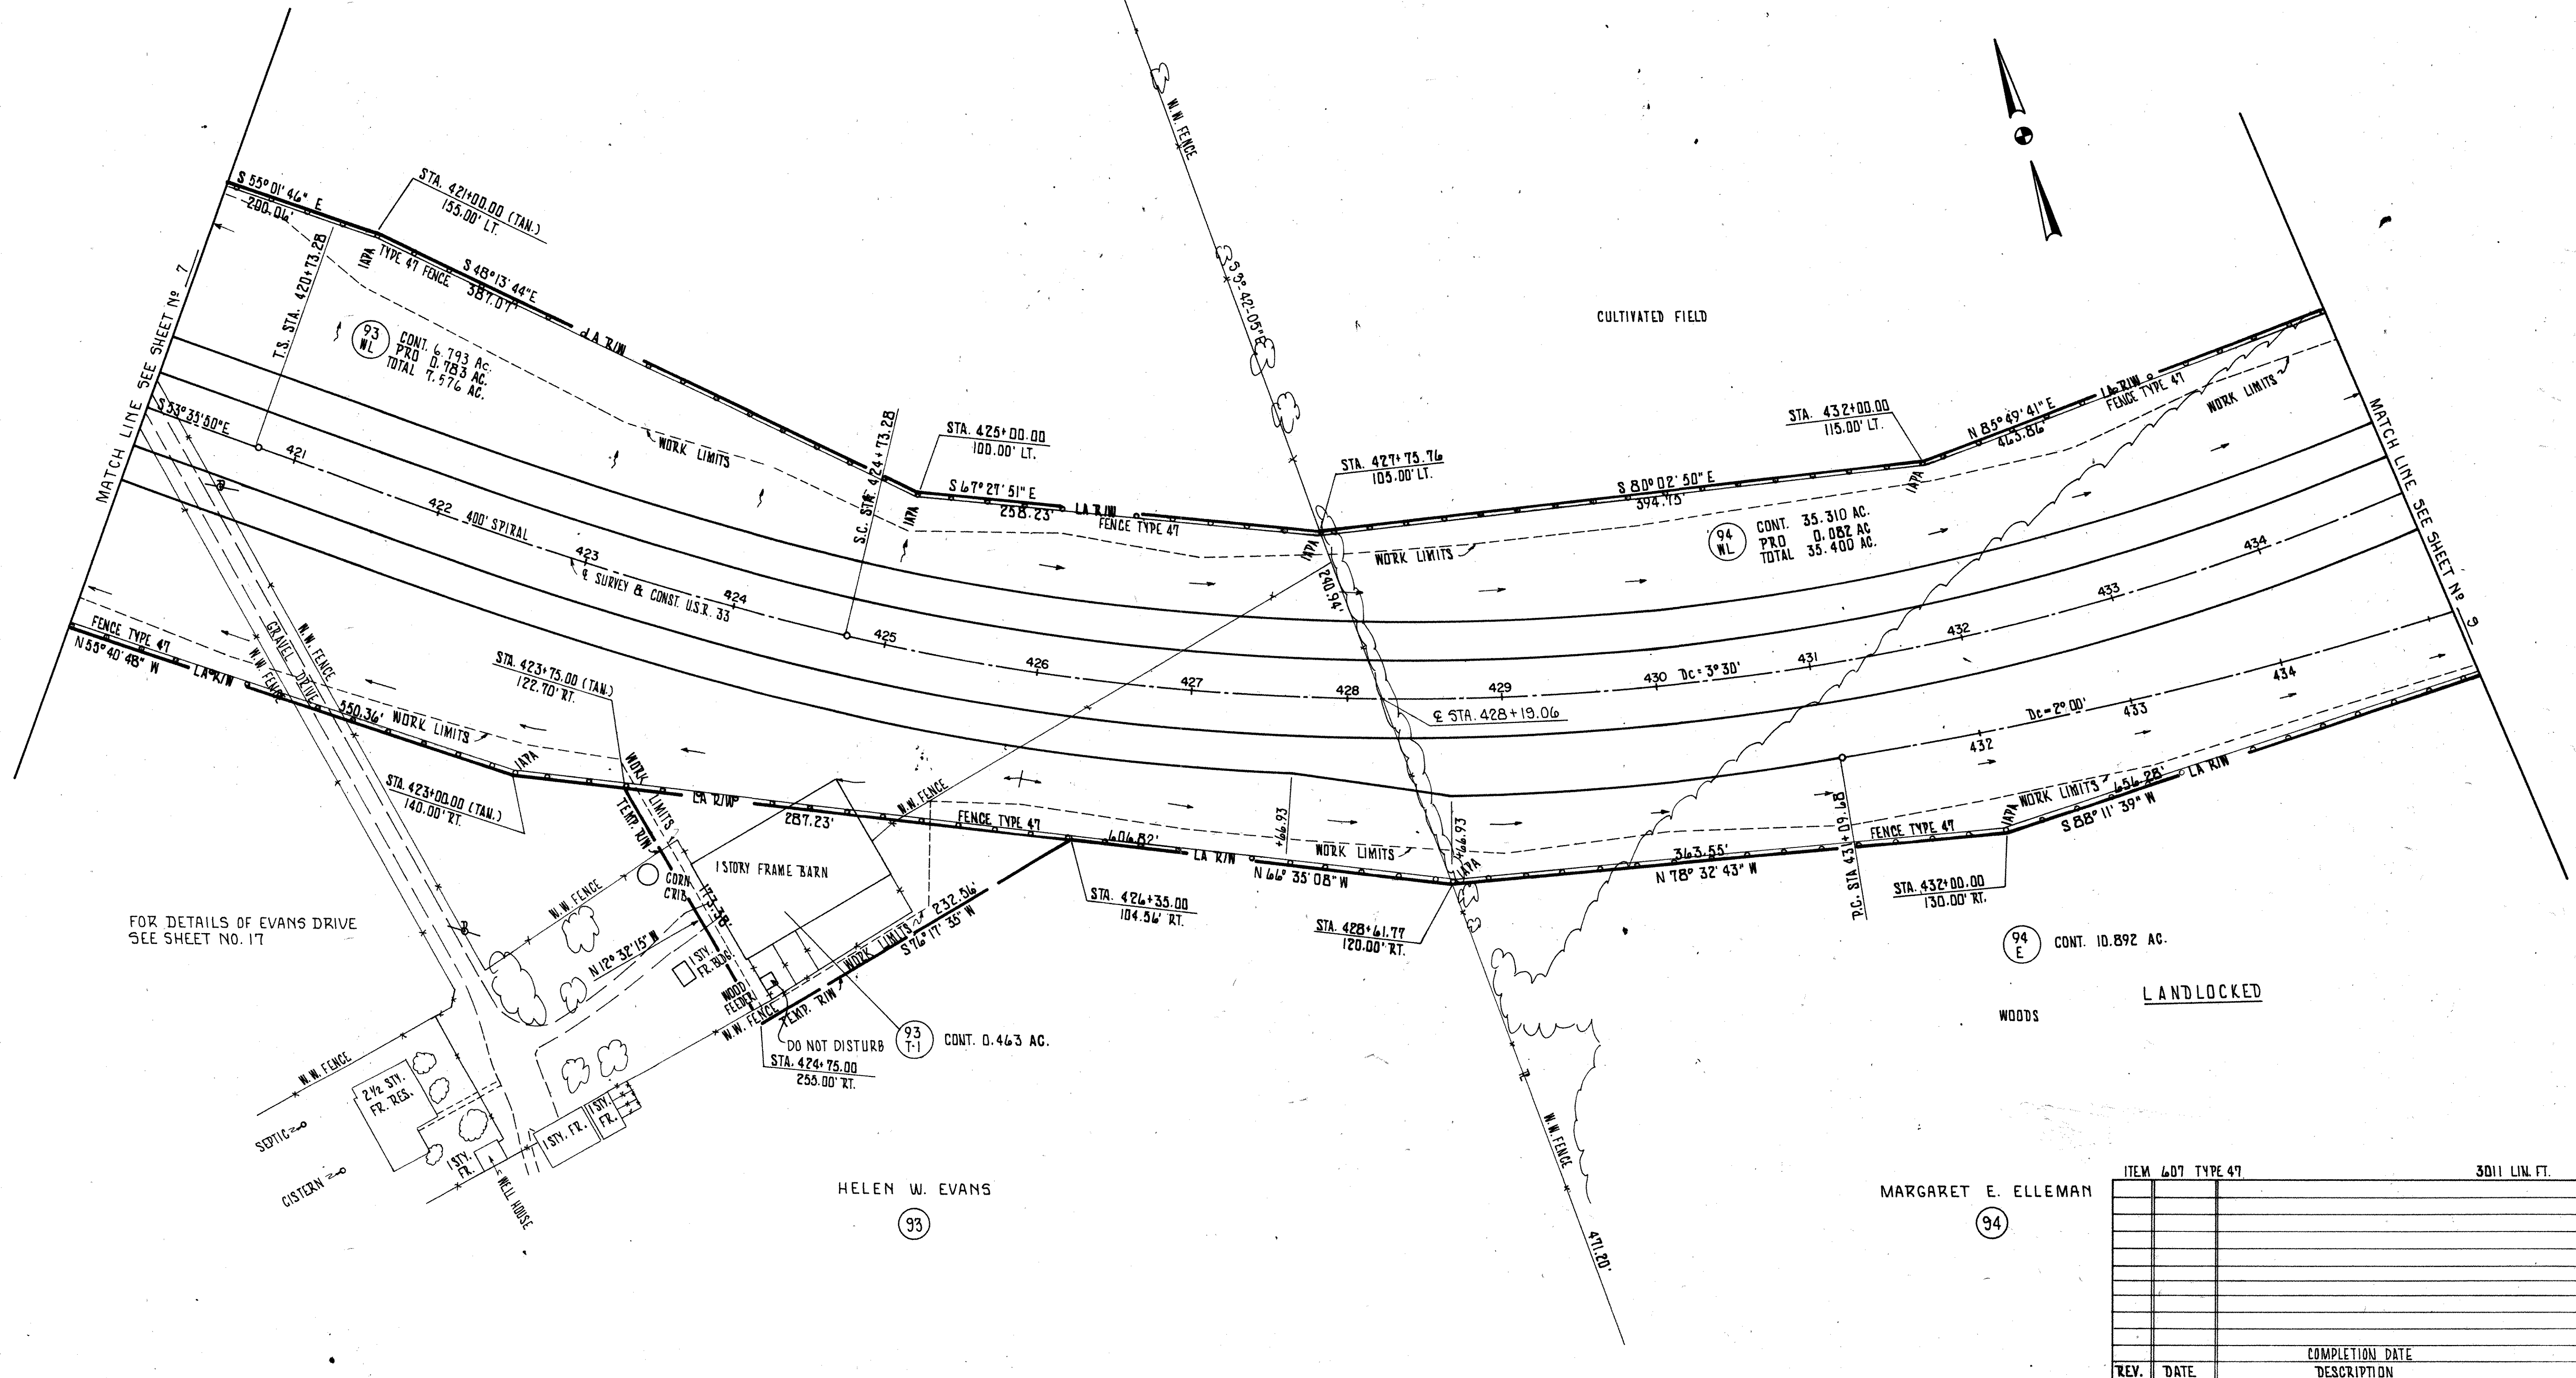 MATCH LINE SEE SHEET Nº 7
S 55° 01' 46" E
200.06'
STA. 421+00.00 (TAN.)
155.00' LT.
T.S. STA. 420+73.28
IAPA
TYPE 47 FENCE
S 48° 13' 44" E
387.07'
LA R/W
93
WL
CONT. 6.793 AC.
PRO 0.783 AC.
TOTAL 7.576 AC.
WORK LIMITS
S.C. STA. 424+73.28
STA. 425+00.00
100.00' LT.
IAPA
S 67° 27' 51" E
258.23'
LA R/W
FENCE TYPE 47
W.W. FENCE
S 3°-42'-05" E
STA. 427+75.76
105.00' LT.
IAPA
240.94'
CULTIVATED FIELD
S 80° 02' 50" E
394.75'
WORK LIMITS
STA. 432+00.00
115.00' LT.
IAPA
94
WL
CONT. 35.310 AC.
PRO 0.082 AC
TOTAL 35.400 AC.
N 85° 49' 41" E
463.86'
LA R/W
FENCE TYPE 47
WORK LIMITS
MATCH LINE SEE SHEET Nº 9
S 53° 35' 50" E
421
422
400' SPIRAL
423
℄ SURVEY & CONST. U.S.R. 33
424
425
426
427
428
429
430
Dc = 3° 30'
431
432
433
434
℄ STA. 428+19.06
Dc = 2° 00'
432
433
434
FENCE TYPE 47
N 55° 40' 48" W
LA R/W
W.W. FENCE
GRAVEL DRIVE
W.W. FENCE
550.36'
WORK LIMITS
IAPA
STA. 423+00.00 (TAN.)
140.00' RT.
STA. 423+75.00 (TAN.)
122.70' RT.
WORK LIMITS
TEMP. R/W
LA R/W
287.23'
W.W. FENCE
FENCE TYPE 47
606.82'
LA R/W
N 66° 35' 08" W
+66.93
WORK LIMITS
+66.93
IAPA
363.55'
N 78° 32' 43" W
P.C. STA 431+09.68
FENCE TYPE 47
IAPA
WORK LIMITS
656.28'
LA R/W
S 88° 11' 39" W
STA. 432+00.00
130.00' RT.
STA. 426+35.00
104.56' RT.
STA. 428+61.77
120.00' RT.
1 STORY FRAME BARN
CORN
CRIB
173.38'
W.W. FENCE
N 12° 32' 15" W
1 STY.
FR. BLDG.
WOOD
FEEDER
W.W. FENCE
TEMP. R/W
WORK LIMITS
232.56'
S 76° 17' 35" W
DO NOT DISTURB
STA. 424+75.00
255.00' RT.
93
T-1
CONT. 0.463 AC.
FOR DETAILS OF EVANS DRIVE
SEE SHEET NO. 17
94
E
CONT. 10.892 AC.
LANDLOCKED
WOODS
W.W. FENCE
2 1/2 STY.
FR. RES.
SEPTIC
CISTERN
1 STY.
FR.
WELL HOUSE
1 STY. FR.
1 STY.
FR.
W.W. FENCE
471.20'
HELEN W. EVANS
93
MARGARET E. ELLEMAN
94
ITEM 607 TYPE 47 3011 LIN. FT.
COMPLETION DATE
REV. DATE DESCRIPTION